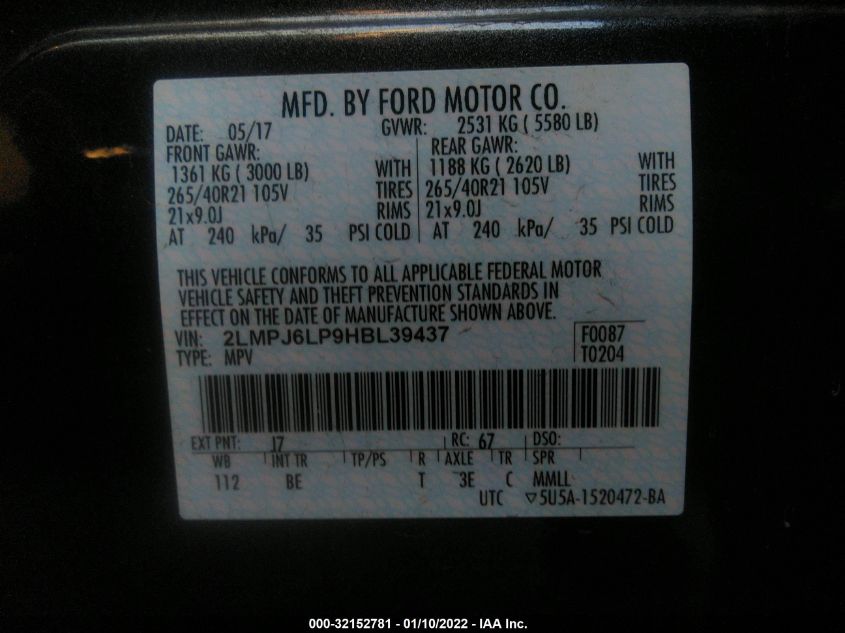 MFD. BY FORD MOTOR CO.
DATE: 05/17 GVWR: 2531 KG ( 5580 LB)
FRONT GAWR: REAR GAWR:
1361 KG ( 3000 LB) WITH 1188 KG ( 2620 LB) WITH
265/40R21 105V TIRES 265/40R21 105V TIRES
21x9.0J RIMS 21x9.0J RIMS
AT 240 kPa/ 35 PSI COLD AT 240 kPa/ 35 PSI COLD
THIS VEHICLE CONFORMS TO ALL APPLICABLE FEDERAL MOTOR
VEHICLE SAFETY AND THEFT PREVENTION STANDARDS IN
EFFECT ON THE DATE OF MANUFACTURE SHOWN ABOVE.
VIN: 2LMPJ6LP9HBL39437 F0087
TYPE: MPV T0204
EXT PNT: J7 RC: 67 DSO:
WB INT TR TP/PS R AXLE TR SPR
112 BE T 3E C MMLL
UTC ▽5U5A-1520472-BA
000-32152781 - 01/10/2022 - IAA Inc.